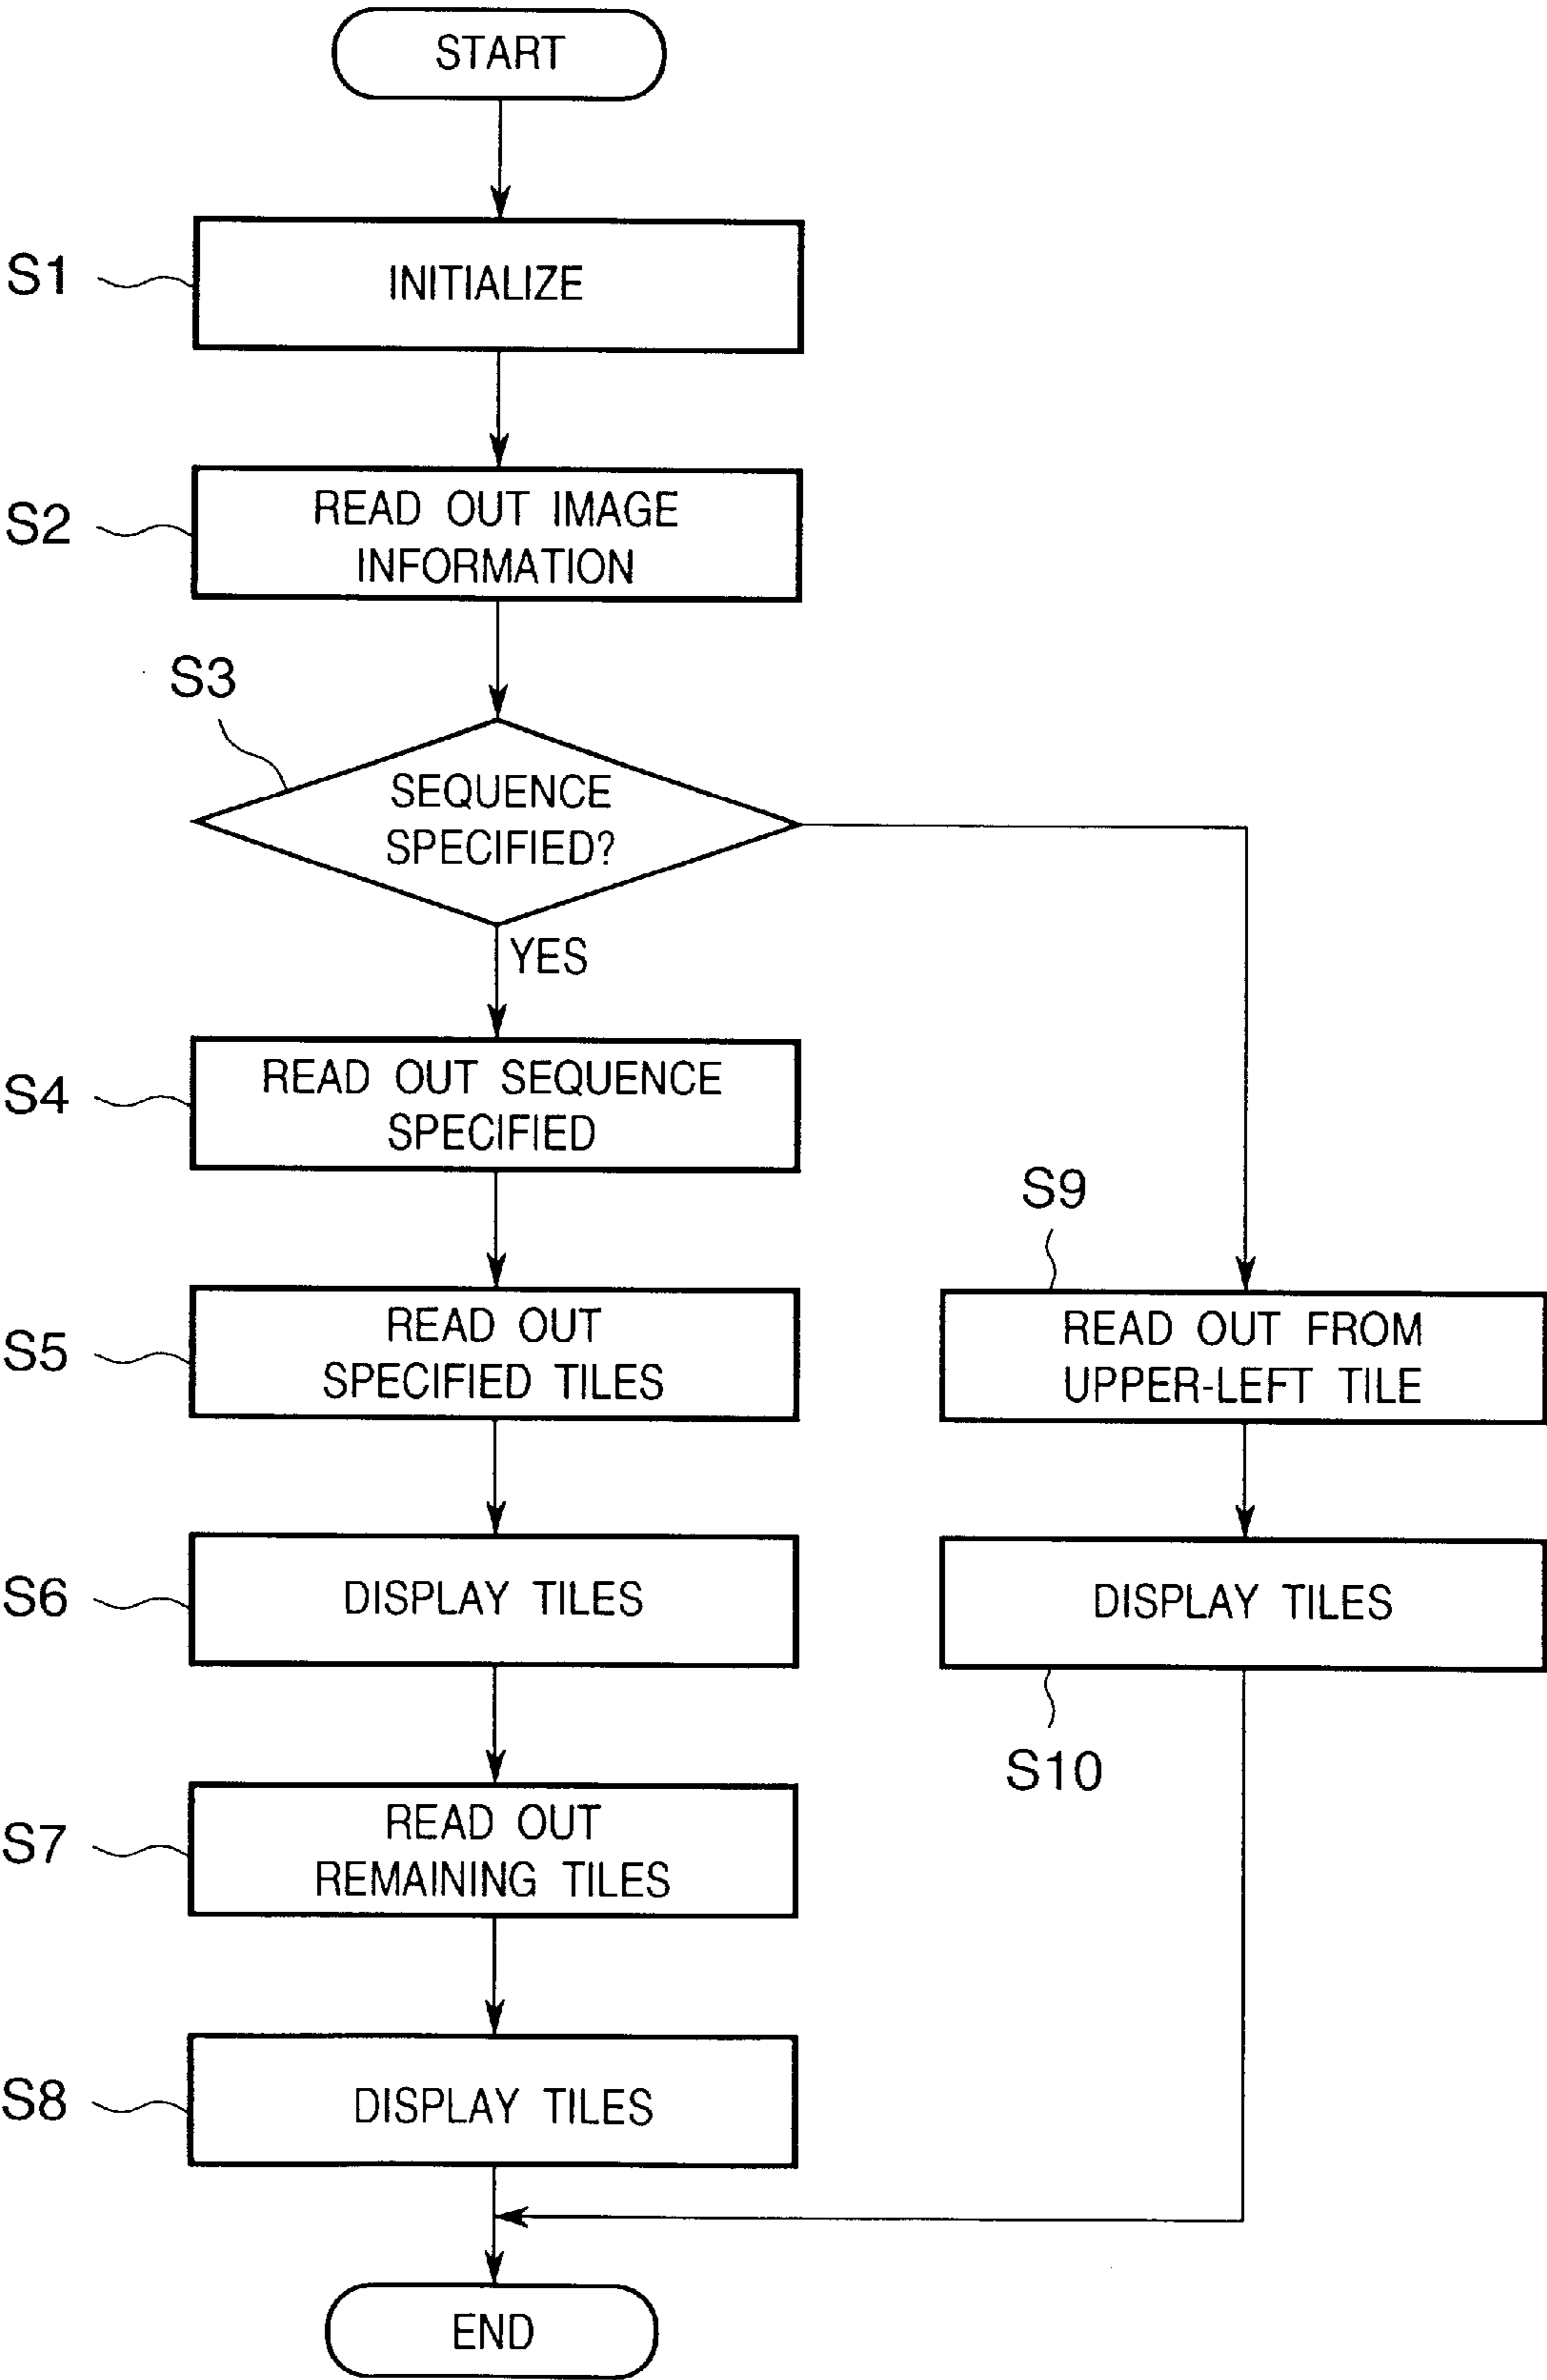 START
S1
INITIALIZE
S2
READ OUT IMAGE
INFORMATION
S3
SEQUENCE
SPECIFIED?
YES
S4
READ OUT SEQUENCE
SPECIFIED
S5
READ OUT
SPECIFIED TILES
S9
READ OUT FROM
UPPER-LEFT TILE
S6
DISPLAY TILES
DISPLAY TILES
S10
S7
READ OUT
REMAINING TILES
S8
DISPLAY TILES
END